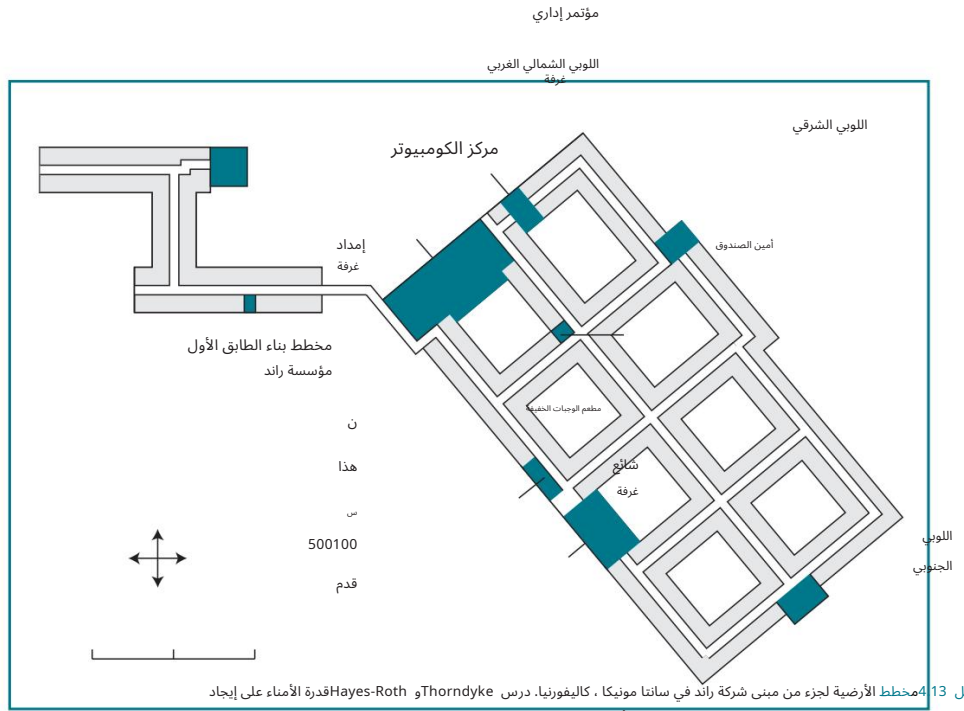 مؤتمر إداري
اللوبي الشمالي الغربي
غرفة
اللوبي الشرقي
مركز الكومبيوتر
أمين الصندوق
إمداد
غرفة
مخطط بناء الطابق الأول
مؤسسة راند
مطعم الوجبات الخفيفة
ن
شائع
هذا
غرفة
س
500100
اللوبي
الجنوبي
قدم
ل 4.13مخطط الأرضية لجزء من مبنى شركة راند في سانتا مونيكا ، كاليفورنيا. درس Thorndykeو Hayes-Rothقدرة الأمناء على إيجاد